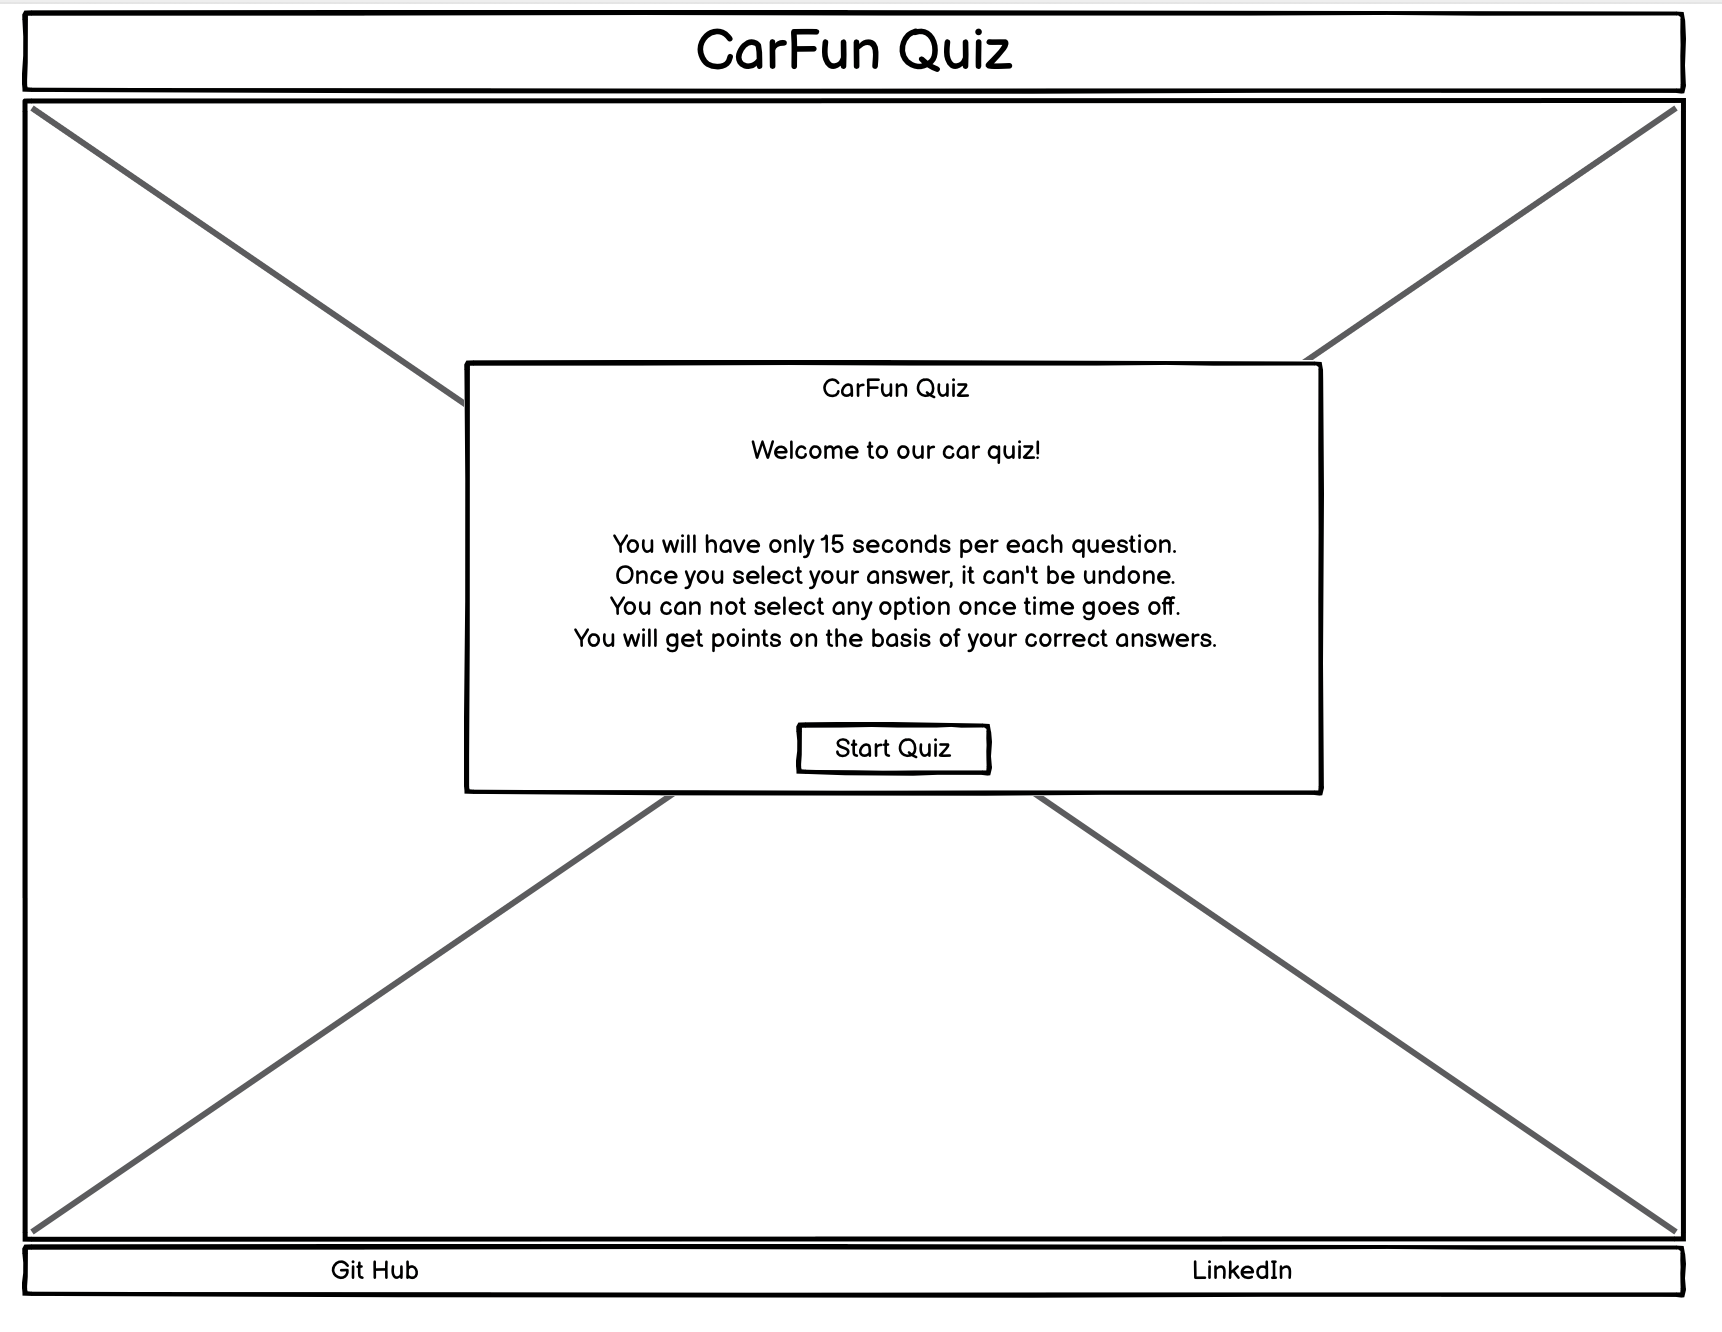 CarFun Quiz
CarFun Quiz
Welcome to our car quiz!
You will have only 15 seconds per each question.
Once you select your answer, it can't be undone.
You can not select any option once time goes off.
You will get points on the basis of your correct answers.
Start Quiz
Git Hub
LinkedIn